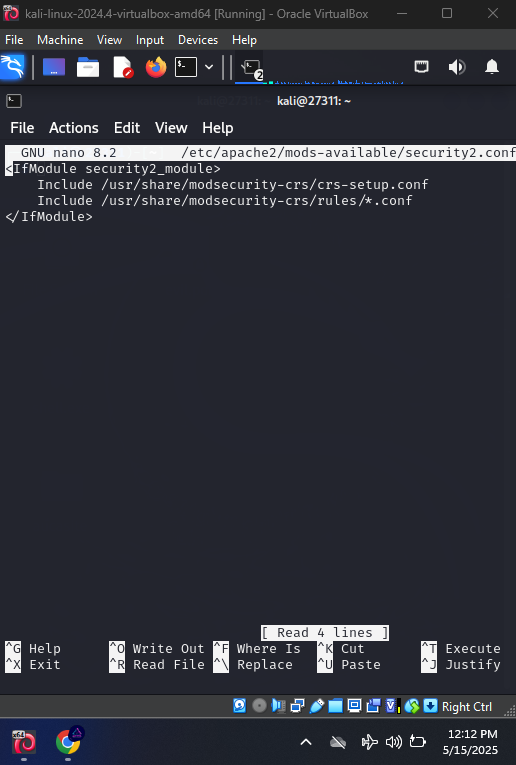 kali-linux-2024.4-virtualbox-amd64 [Running] - Oracle VirtualBox
File Machine View Input Devices Help
2
kali@27311: ~
File Actions Edit View Help
GNU nano 8.2 /etc/apache2/mods-available/security2.conf
<IfModule security2_module>
    Include /usr/share/modsecurity-crs/crs-setup.conf
    Include /usr/share/modsecurity-crs/rules/*.conf
</IfModule>
[ Read 4 lines ]
^G Help ^O Write Out ^F Where Is ^K Cut ^T Execute
^X Exit ^R Read File ^\ Replace ^U Paste ^J Justify
Right Ctrl
x64
12:12 PM
5/15/2025